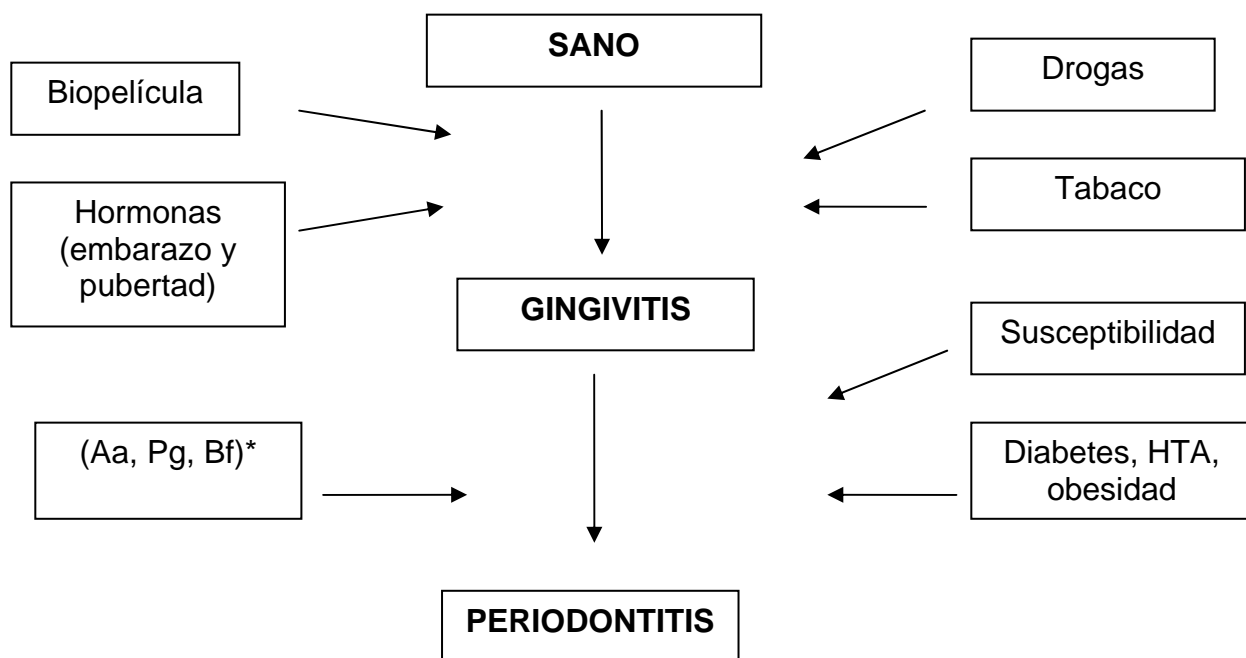 SANO
Biopelícula
Drogas
Hormonas
(embarazo y
pubertad)
Tabaco
GINGIVITIS
Susceptibilidad
(Aa, Pg, Bf)*
Diabetes, HTA,
obesidad
PERIODONTITIS